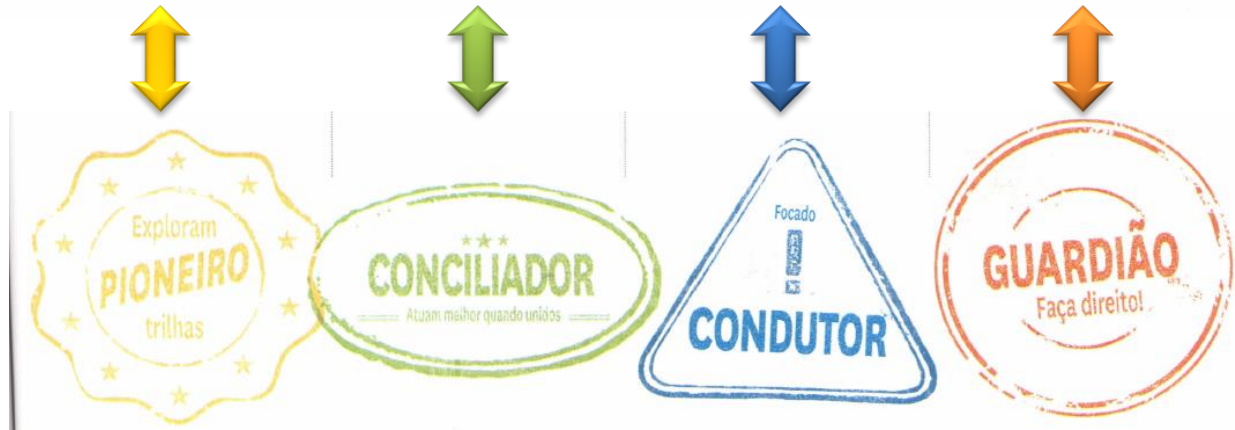 Exploram
PIONEIRO
trilhas
CONCILIADOR
Atuam melhor quando unidos
Focado
!
CONDUTOR
GUARDIÃO
Faça direito!